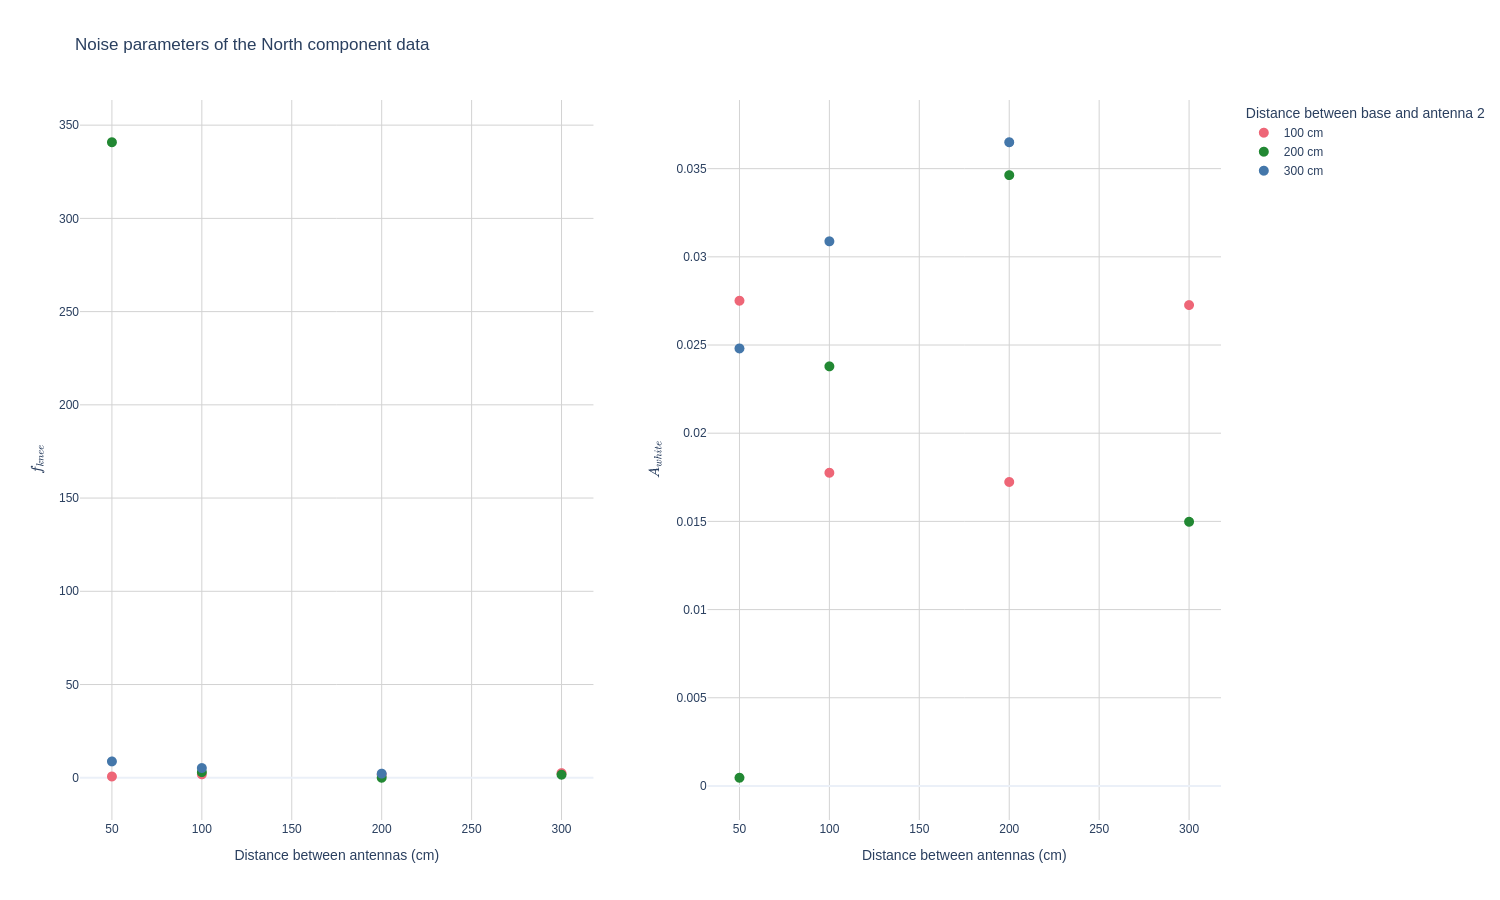 Noise parameters of the North component data
350
300
250
200
150
100
50
0
f_knee
50 100 150 200 250 300
Distance between antennas (cm)
0.035
0.03
0.025
0.02
0.015
0.01
0.005
0
A_white
50 100 150 200 250 300
Distance between antennas (cm)
Distance between base and antenna 2
100 cm
200 cm
300 cm